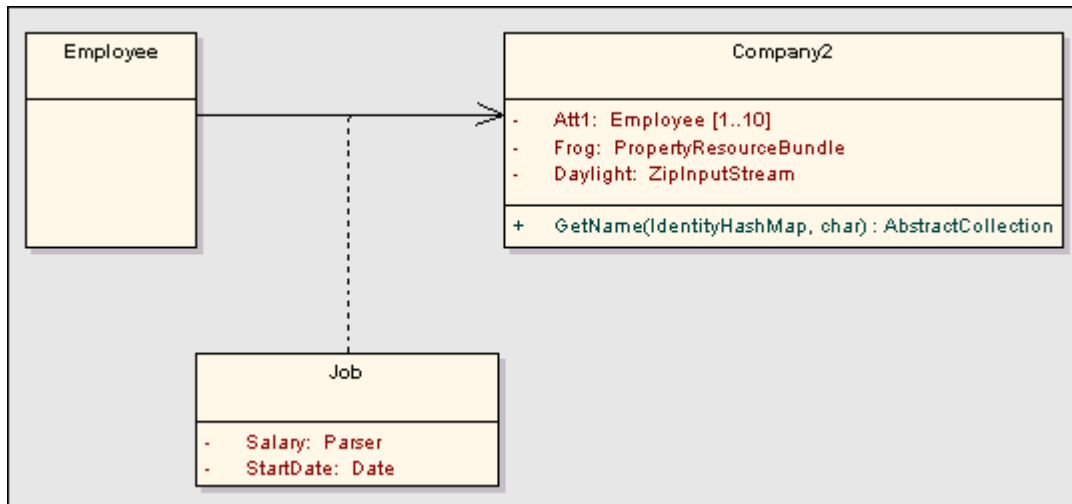 Employee
Company2
- Att1: Employee [1..10]
- Frog: PropertyResourceBundle
- Daylight: ZipInputStream
+ GetName(IdentityHashMap, char) : AbstractCollection
Job
- Salary: Parser
- StartDate: Date